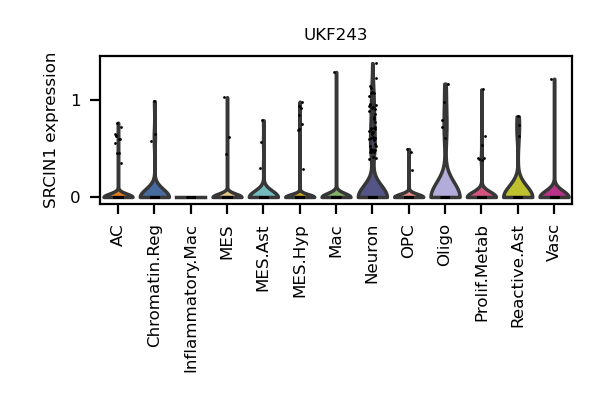 UKF243
SRCIN1 expression
1
0
AC
Chromatin.Reg
Inflammatory.Mac
MES
MES.Ast
MES.Hyp
Mac
Neuron
OPC
Oligo
Prolif.Metab
Reactive.Ast
Vasc